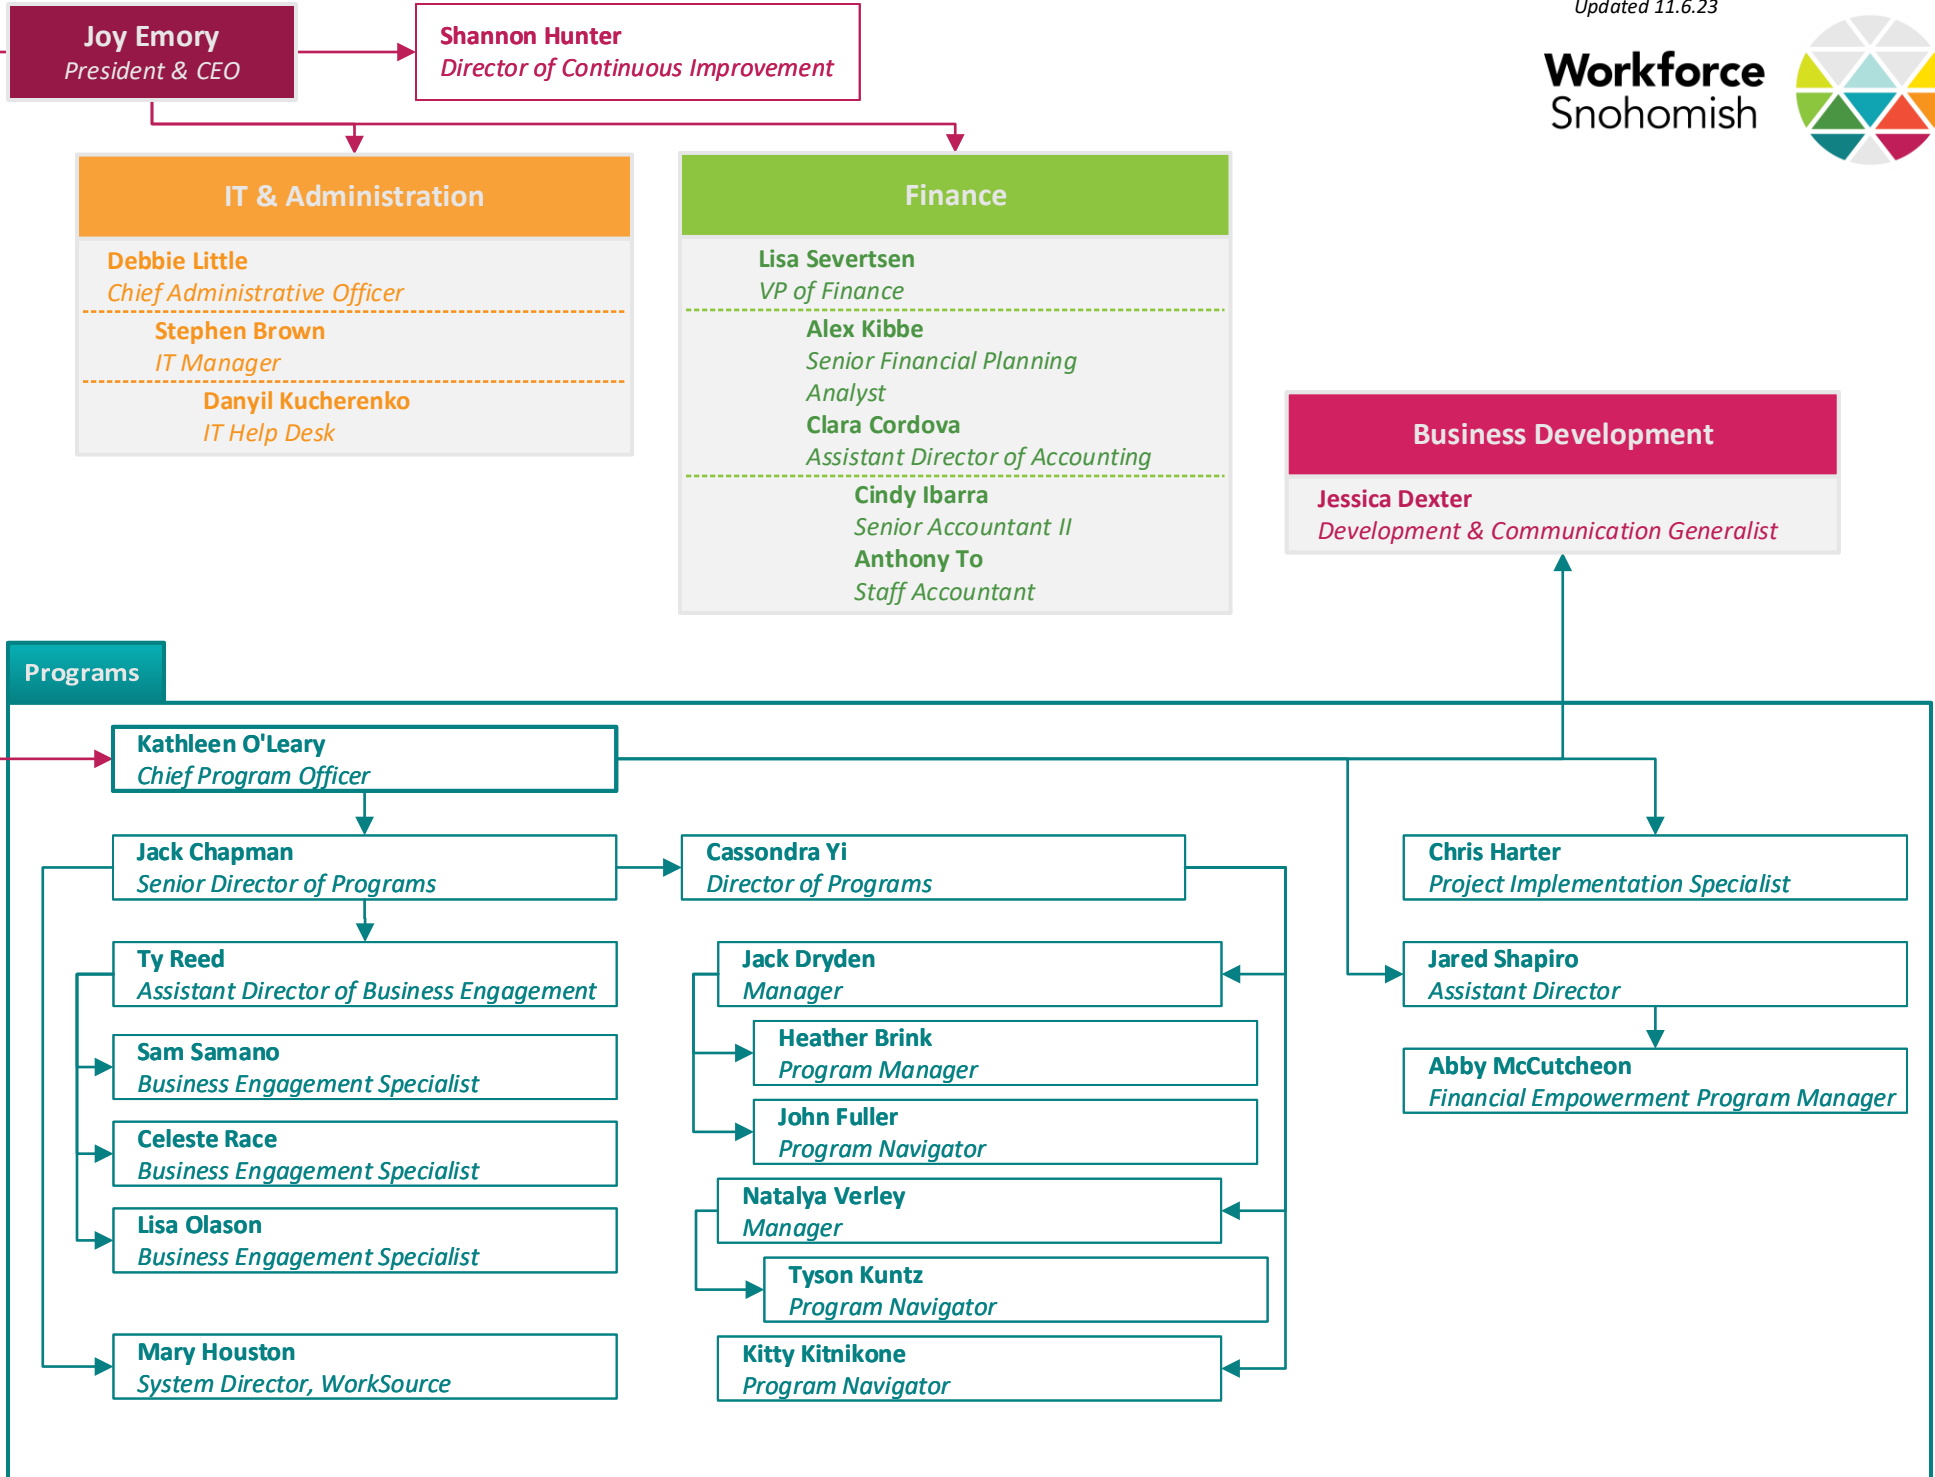 Updated 11.6.23
Joy Emory
President & CEO
Shannon Hunter
Director of Continuous Improvement
Workforce
Snohomish
IT & Administration
Debbie Little
Chief Administrative Officer
Stephen Brown
IT Manager
Danyil Kucherenko
IT Help Desk
Finance
Lisa Severtsen
VP of Finance
Alex Kibbe
Senior Financial Planning
Analyst
Clara Cordova
Assistant Director of Accounting
Cindy Ibarra
Senior Accountant II
Anthony To
Staff Accountant
Business Development
Jessica Dexter
Development & Communication Generalist
Programs
Kathleen O'Leary
Chief Program Officer
Jack Chapman
Senior Director of Programs
Ty Reed
Assistant Director of Business Engagement
Sam Samano
Business Engagement Specialist
Celeste Race
Business Engagement Specialist
Lisa Olason
Business Engagement Specialist
Mary Houston
System Director, WorkSource
Cassondra Yi
Director of Programs
Jack Dryden
Manager
Heather Brink
Program Manager
John Fuller
Program Navigator
Natalya Verley
Manager
Tyson Kuntz
Program Navigator
Kitty Kitnikone
Program Navigator
Chris Harter
Project Implementation Specialist
Jared Shapiro
Assistant Director
Abby McCutcheon
Financial Empowerment Program Manager